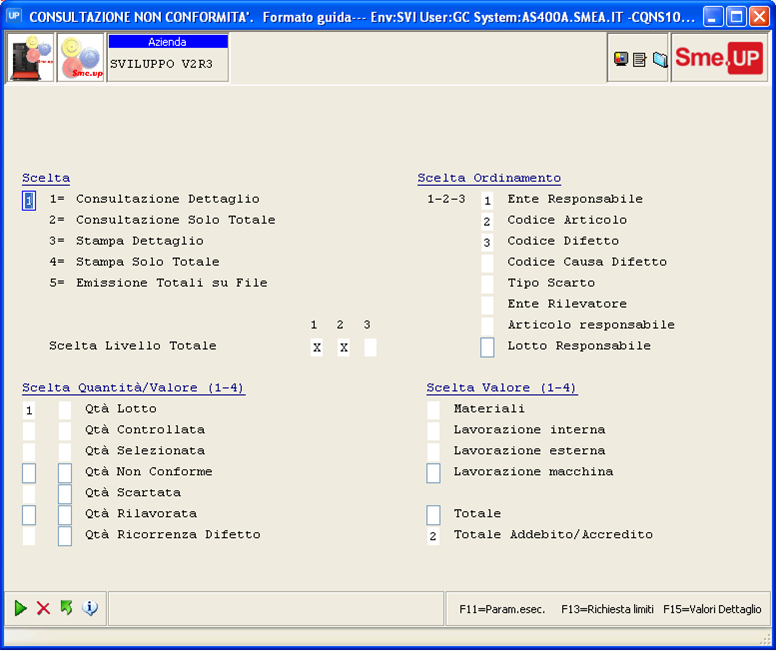 UP CONSULTAZIONE NON CONFORMITA'. Formato guida--- Env:SVI User:GC System:AS400A.SMEA.IT -CQNS10...
Sme.up
Azienda
SVILUPPO V2R3
Sme.UP
Scelta
1
1= Consultazione Dettaglio
2= Consultazione Solo Totale
3= Stampa Dettaglio
4= Stampa Solo Totale
5= Emissione Totali su File
1 2 3
Scelta Livello Totale X X
Scelta Ordinamento
1-2-3 1 Ente Responsabile
2 Codice Articolo
3 Codice Difetto
Codice Causa Difetto
Tipo Scarto
Ente Rilevatore
Articolo responsabile
Lotto Responsabile
Scelta Quantità/Valore (1-4)
1 Qtà Lotto
Qtà Controllata
Qtà Selezionata
Qtà Non Conforme
Qtà Scartata
Qtà Rilavorata
Qtà Ricorrenza Difetto
Scelta Valore (1-4)
Materiali
Lavorazione interna
Lavorazione esterna
Lavorazione macchina
Totale
2 Totale Addebito/Accredito
F11=Param.esec. F13=Richiesta limiti F15=Valori Dettaglio